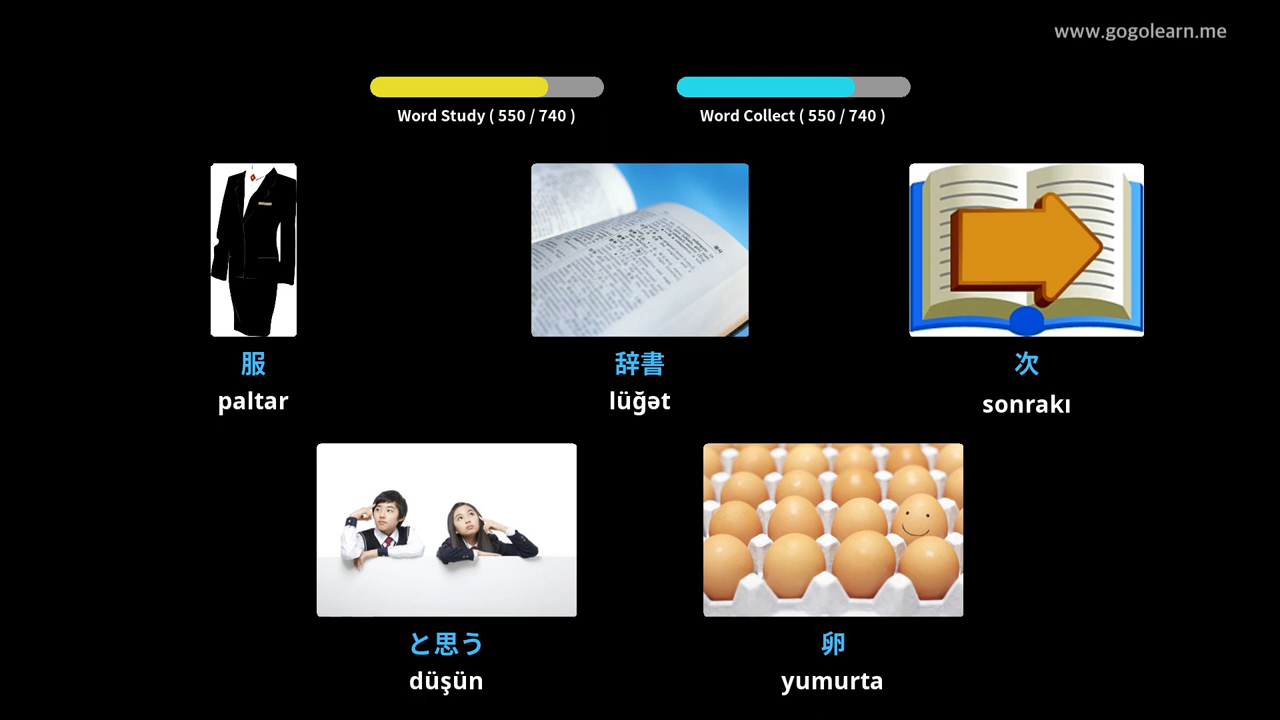 www.gogolearn.me
Word Study ( 550 / 740 )
Word Collect ( 550 / 740 )
服
paltar
辞書
lüğət
次
sonrakı
と思う
düşün
卵
yumurta